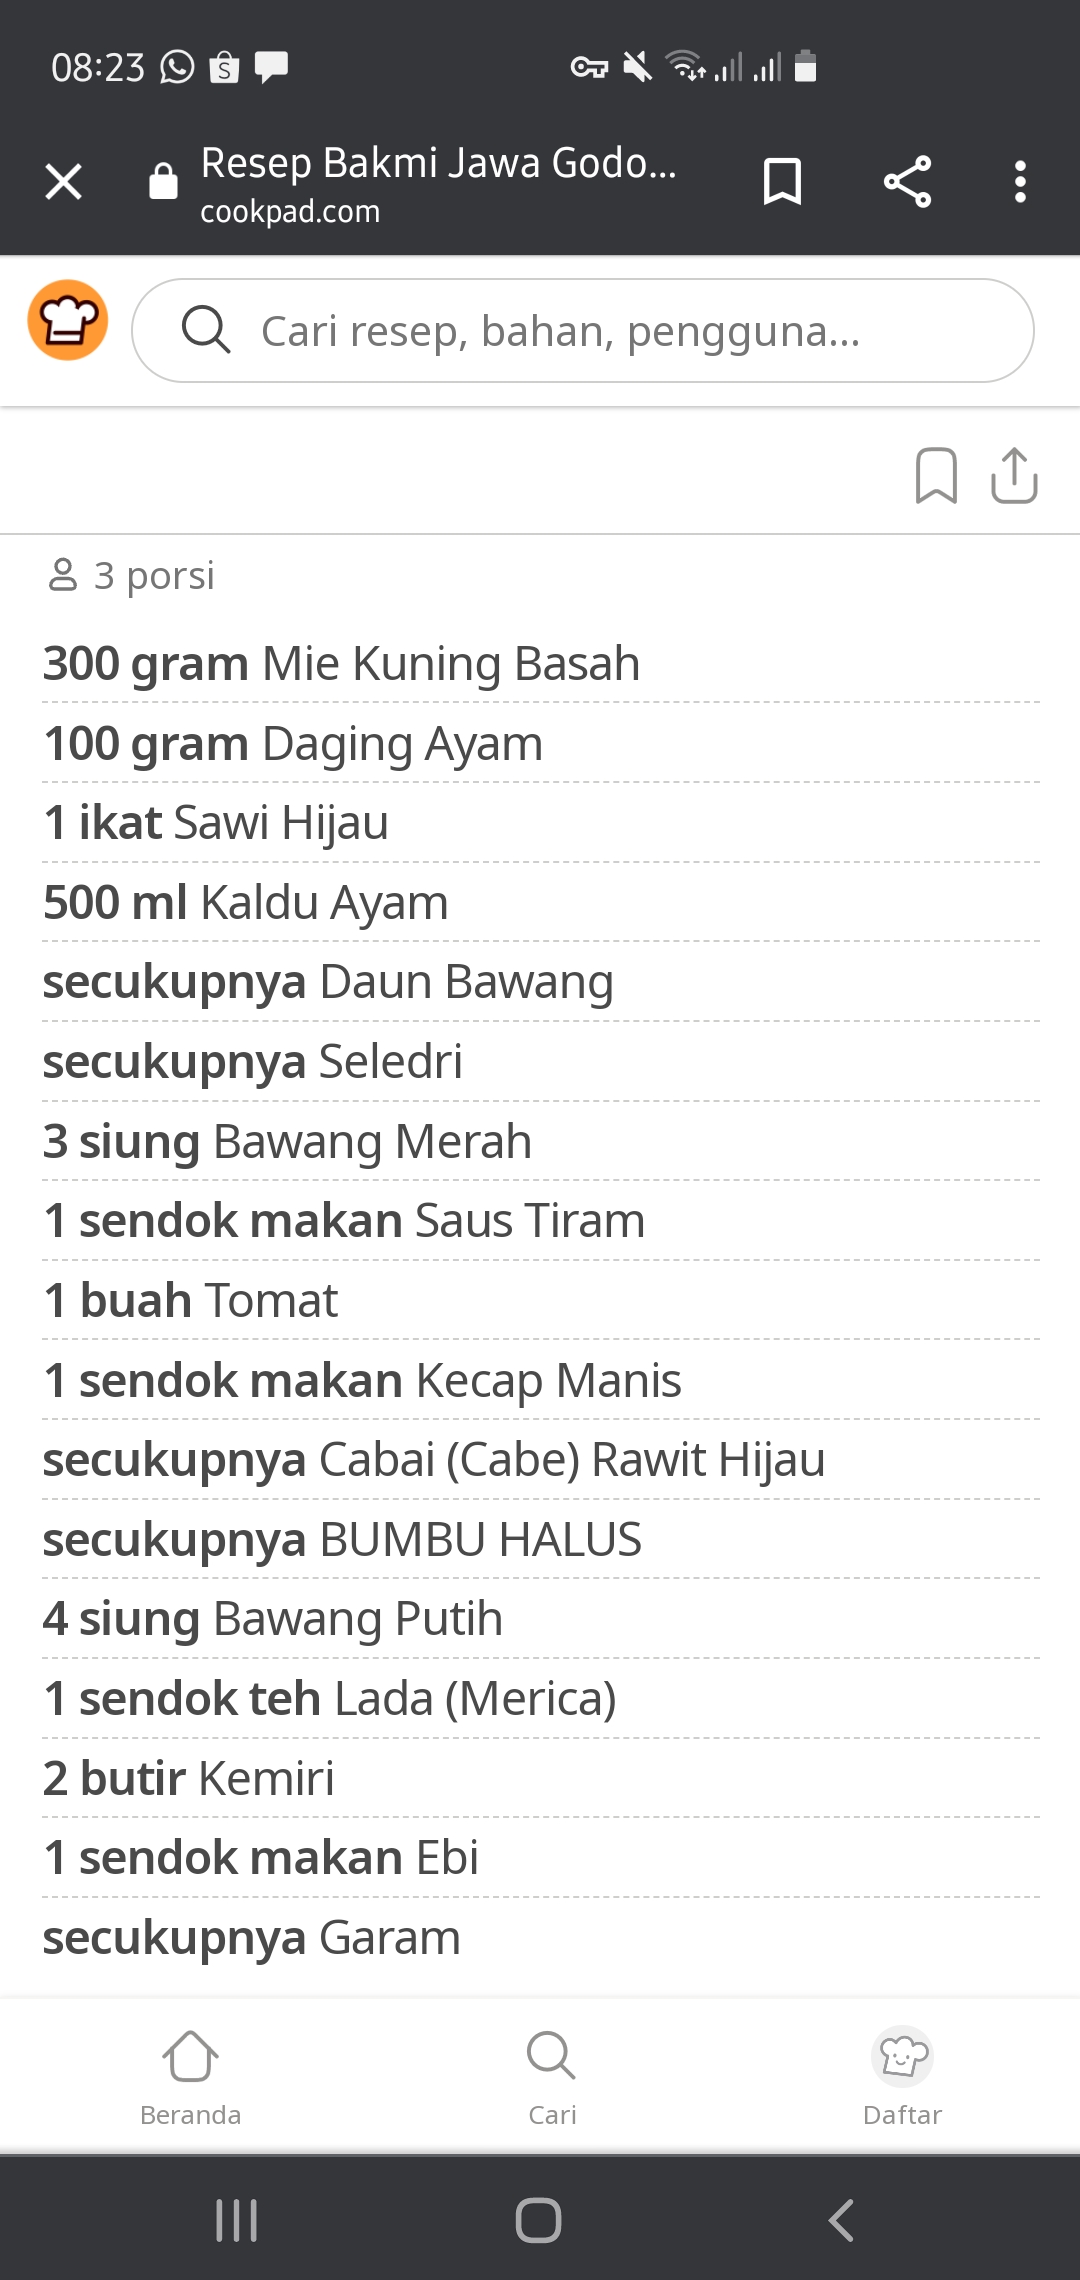 08:23
Resep Bakmi Jawa Godo...
cookpad.com
Cari resep, bahan, pengguna...
3 porsi
300 gram Mie Kuning Basah
100 gram Daging Ayam
1 ikat Sawi Hijau
500 ml Kaldu Ayam
secukupnya Daun Bawang
secukupnya Seledri
3 siung Bawang Merah
1 sendok makan Saus Tiram
1 buah Tomat
1 sendok makan Kecap Manis
secukupnya Cabai (Cabe) Rawit Hijau
secukupnya BUMBU HALUS
4 siung Bawang Putih
1 sendok teh Lada (Merica)
2 butir Kemiri
1 sendok makan Ebi
secukupnya Garam
Beranda Cari Daftar